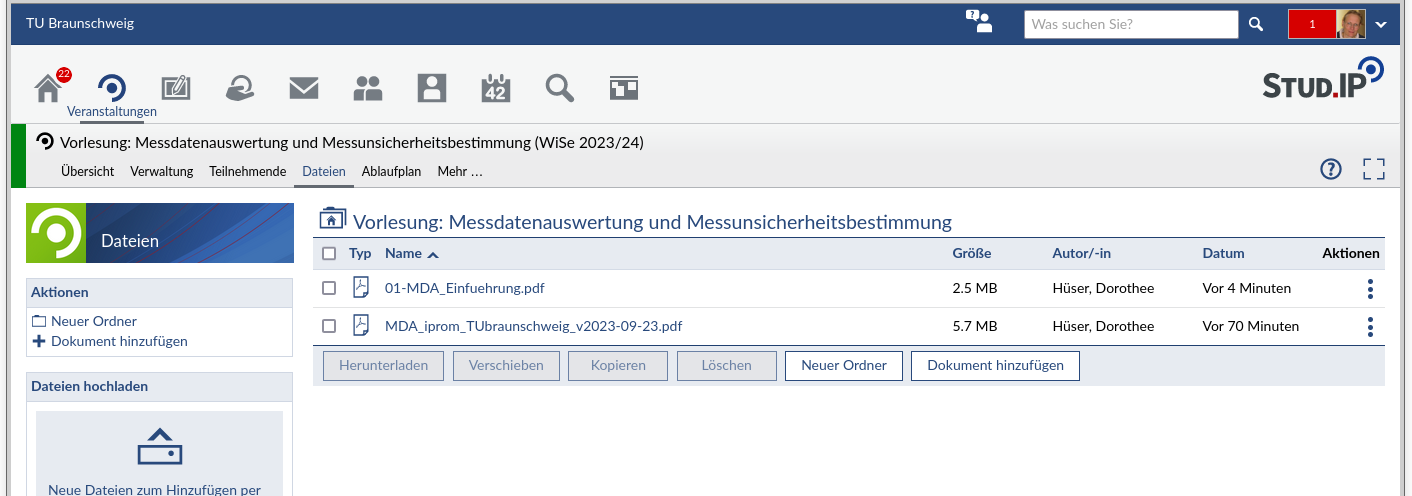 TU Braunschweig
?
Was suchen Sie?
1
22
42
Veranstaltungen
STUD.IP
Vorlesung: Messdatenauswertung und Messunsicherheitsbestimmung (WiSe 2023/24)
Übersicht Verwaltung Teilnehmende Dateien Ablaufplan Mehr ...
?
Dateien
Aktionen
Neuer Ordner
Dokument hinzufügen
Dateien hochladen
Neue Dateien zum Hinzufügen per
Vorlesung: Messdatenauswertung und Messunsicherheitsbestimmung
Typ Name Größe Autor/-in Datum Aktionen
01-MDA_Einfuehrung.pdf 2.5 MB Hüser, Dorothee Vor 4 Minuten
MDA_iprom_TUbraunschweig_v2023-09-23.pdf 5.7 MB Hüser, Dorothee Vor 70 Minuten
Herunterladen Verschieben Kopieren Löschen Neuer Ordner Dokument hinzufügen